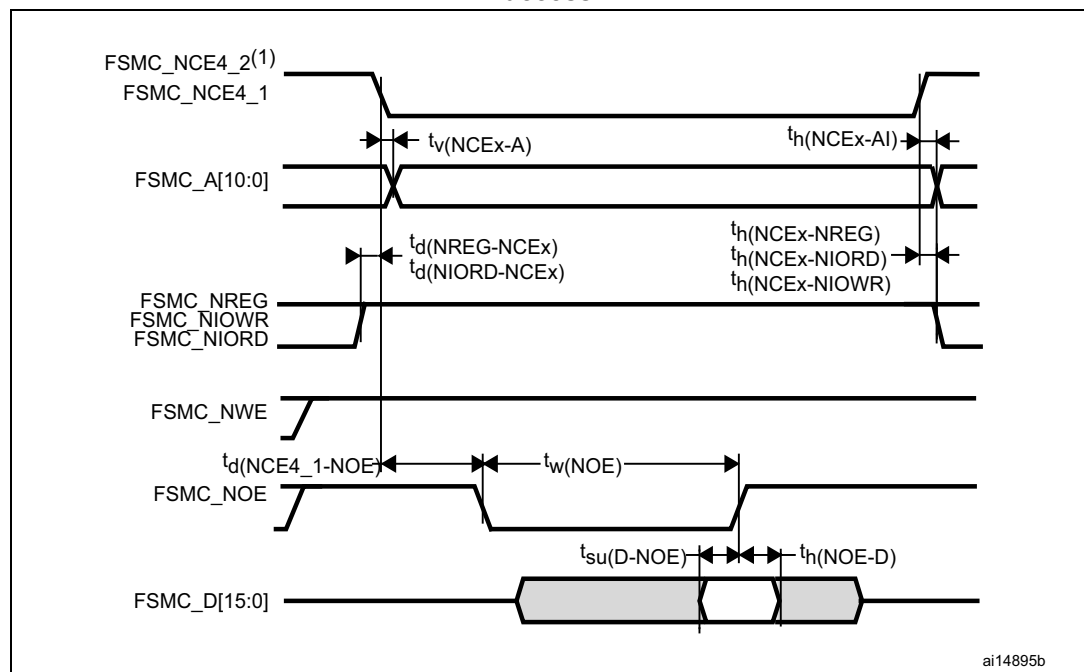 FSMC_NCE4_2(1)
FSMC_NCE4_1
tv(NCEx-A)
th(NCEx-AI)
FSMC_A[10:0]
td(NREG-NCEx)
td(NIORD-NCEx)
th(NCEx-NREG)
th(NCEx-NIORD)
th(NCEx-NIOWR)
FSMC_NREG
FSMC_NIOWR
FSMC_NIORD
FSMC_NWE
td(NCE4_1-NOE)
tw(NOE)
FSMC_NOE
tsu(D-NOE)
th(NOE-D)
FSMC_D[15:0]
ai14895b